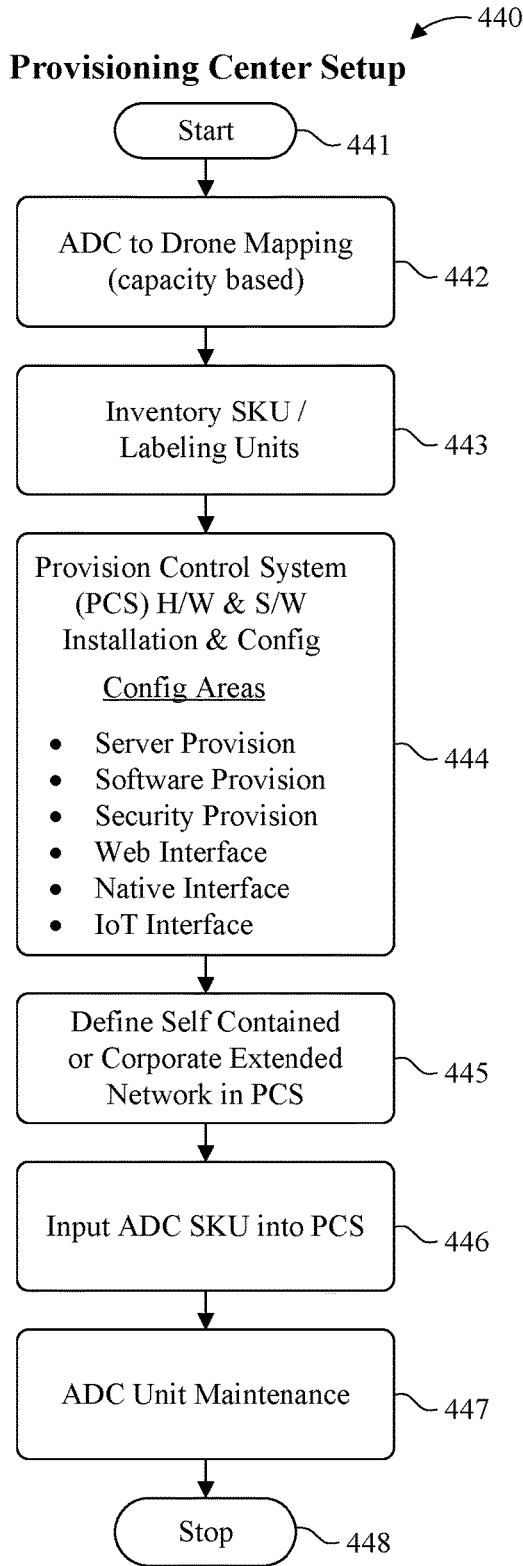 440
Provisioning Center Setup
Start
441
ADC to Drone Mapping
(capacity based)
442
Inventory SKU /
Labeling Units
443
Provision Control System
(PCS) H/W & S/W
Installation & Config
Config Areas
• Server Provision
• Software Provision
• Security Provision
• Web Interface
• Native Interface
• IoT Interface
444
Define Self Contained
or Corporate Extended
Network in PCS
445
Input ADC SKU into PCS
446
ADC Unit Maintenance
447
Stop
448